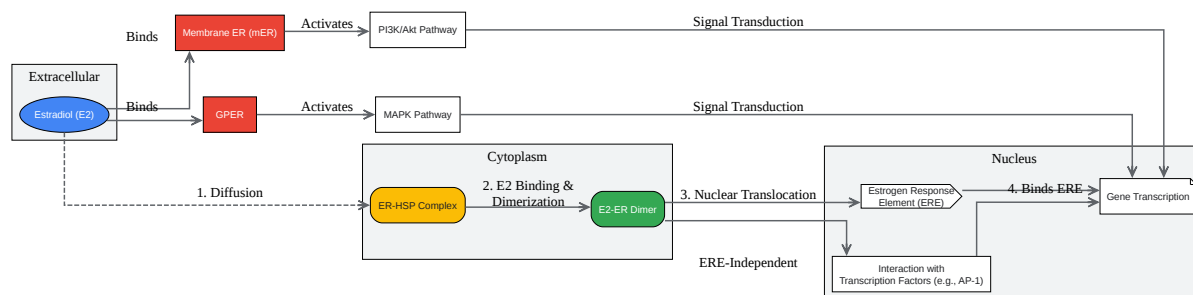 Signal Transduction
Activates
Membrane ER (mER)
PI3K/Akt Pathway
Binds
Extracellular
Estradiol (E2)
Binds
GPER
Activates
MAPK Pathway
Signal Transduction
Cytoplasm
Nucleus
1. Diffusion
ER-HSP Complex
2. E2 Binding &
Dimerization
E2-ER Dimer
3. Nuclear Translocation
Estrogen Response
Element (ERE)
4. Binds ERE
Gene Transcription
ERE-Independent
Interaction with
Transcription Factors (e.g., AP-1)